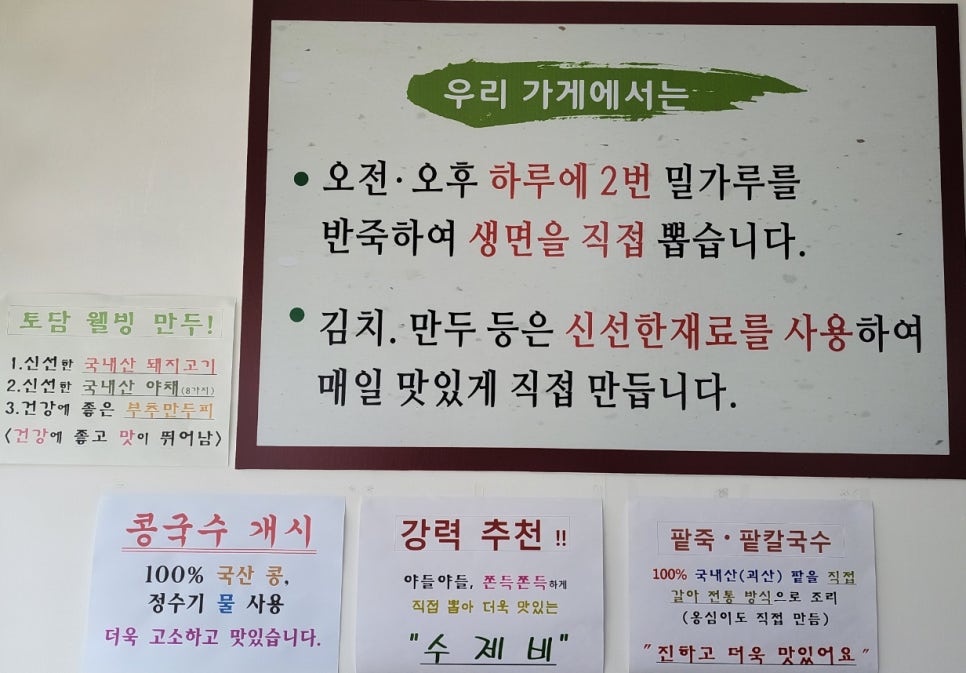 우리 가게에서는
• 오전·오후 하루에 2번 밀가루를
반죽하여 생면을 직접 뽑습니다.
• 김치. 만두 등은 신선한재료를 사용하여
매일 맛있게 직접 만듭니다.
토담 웰빙 만두!
1.신선한 국내산 돼지고기
2.신선한 국내산 야채(8가지)
3.건강에 좋은 부추만두피
<건강에 좋고 맛이 뛰어남>
콩국수 개시
100% 국산 콩,
정수기 물 사용
더욱 고소하고 맛있습니다.
강력 추천 !!
야들야들, 쫀득쫀득하게
직접 뽑아 더욱 맛있는
"수 제 비"
팥죽·팥칼국수
100% 국내산(괴산) 팥을 직접
갈아 전통 방식으로 조리
(옹심이도 직접 만듬)
"진하고 더욱 맛있어요"